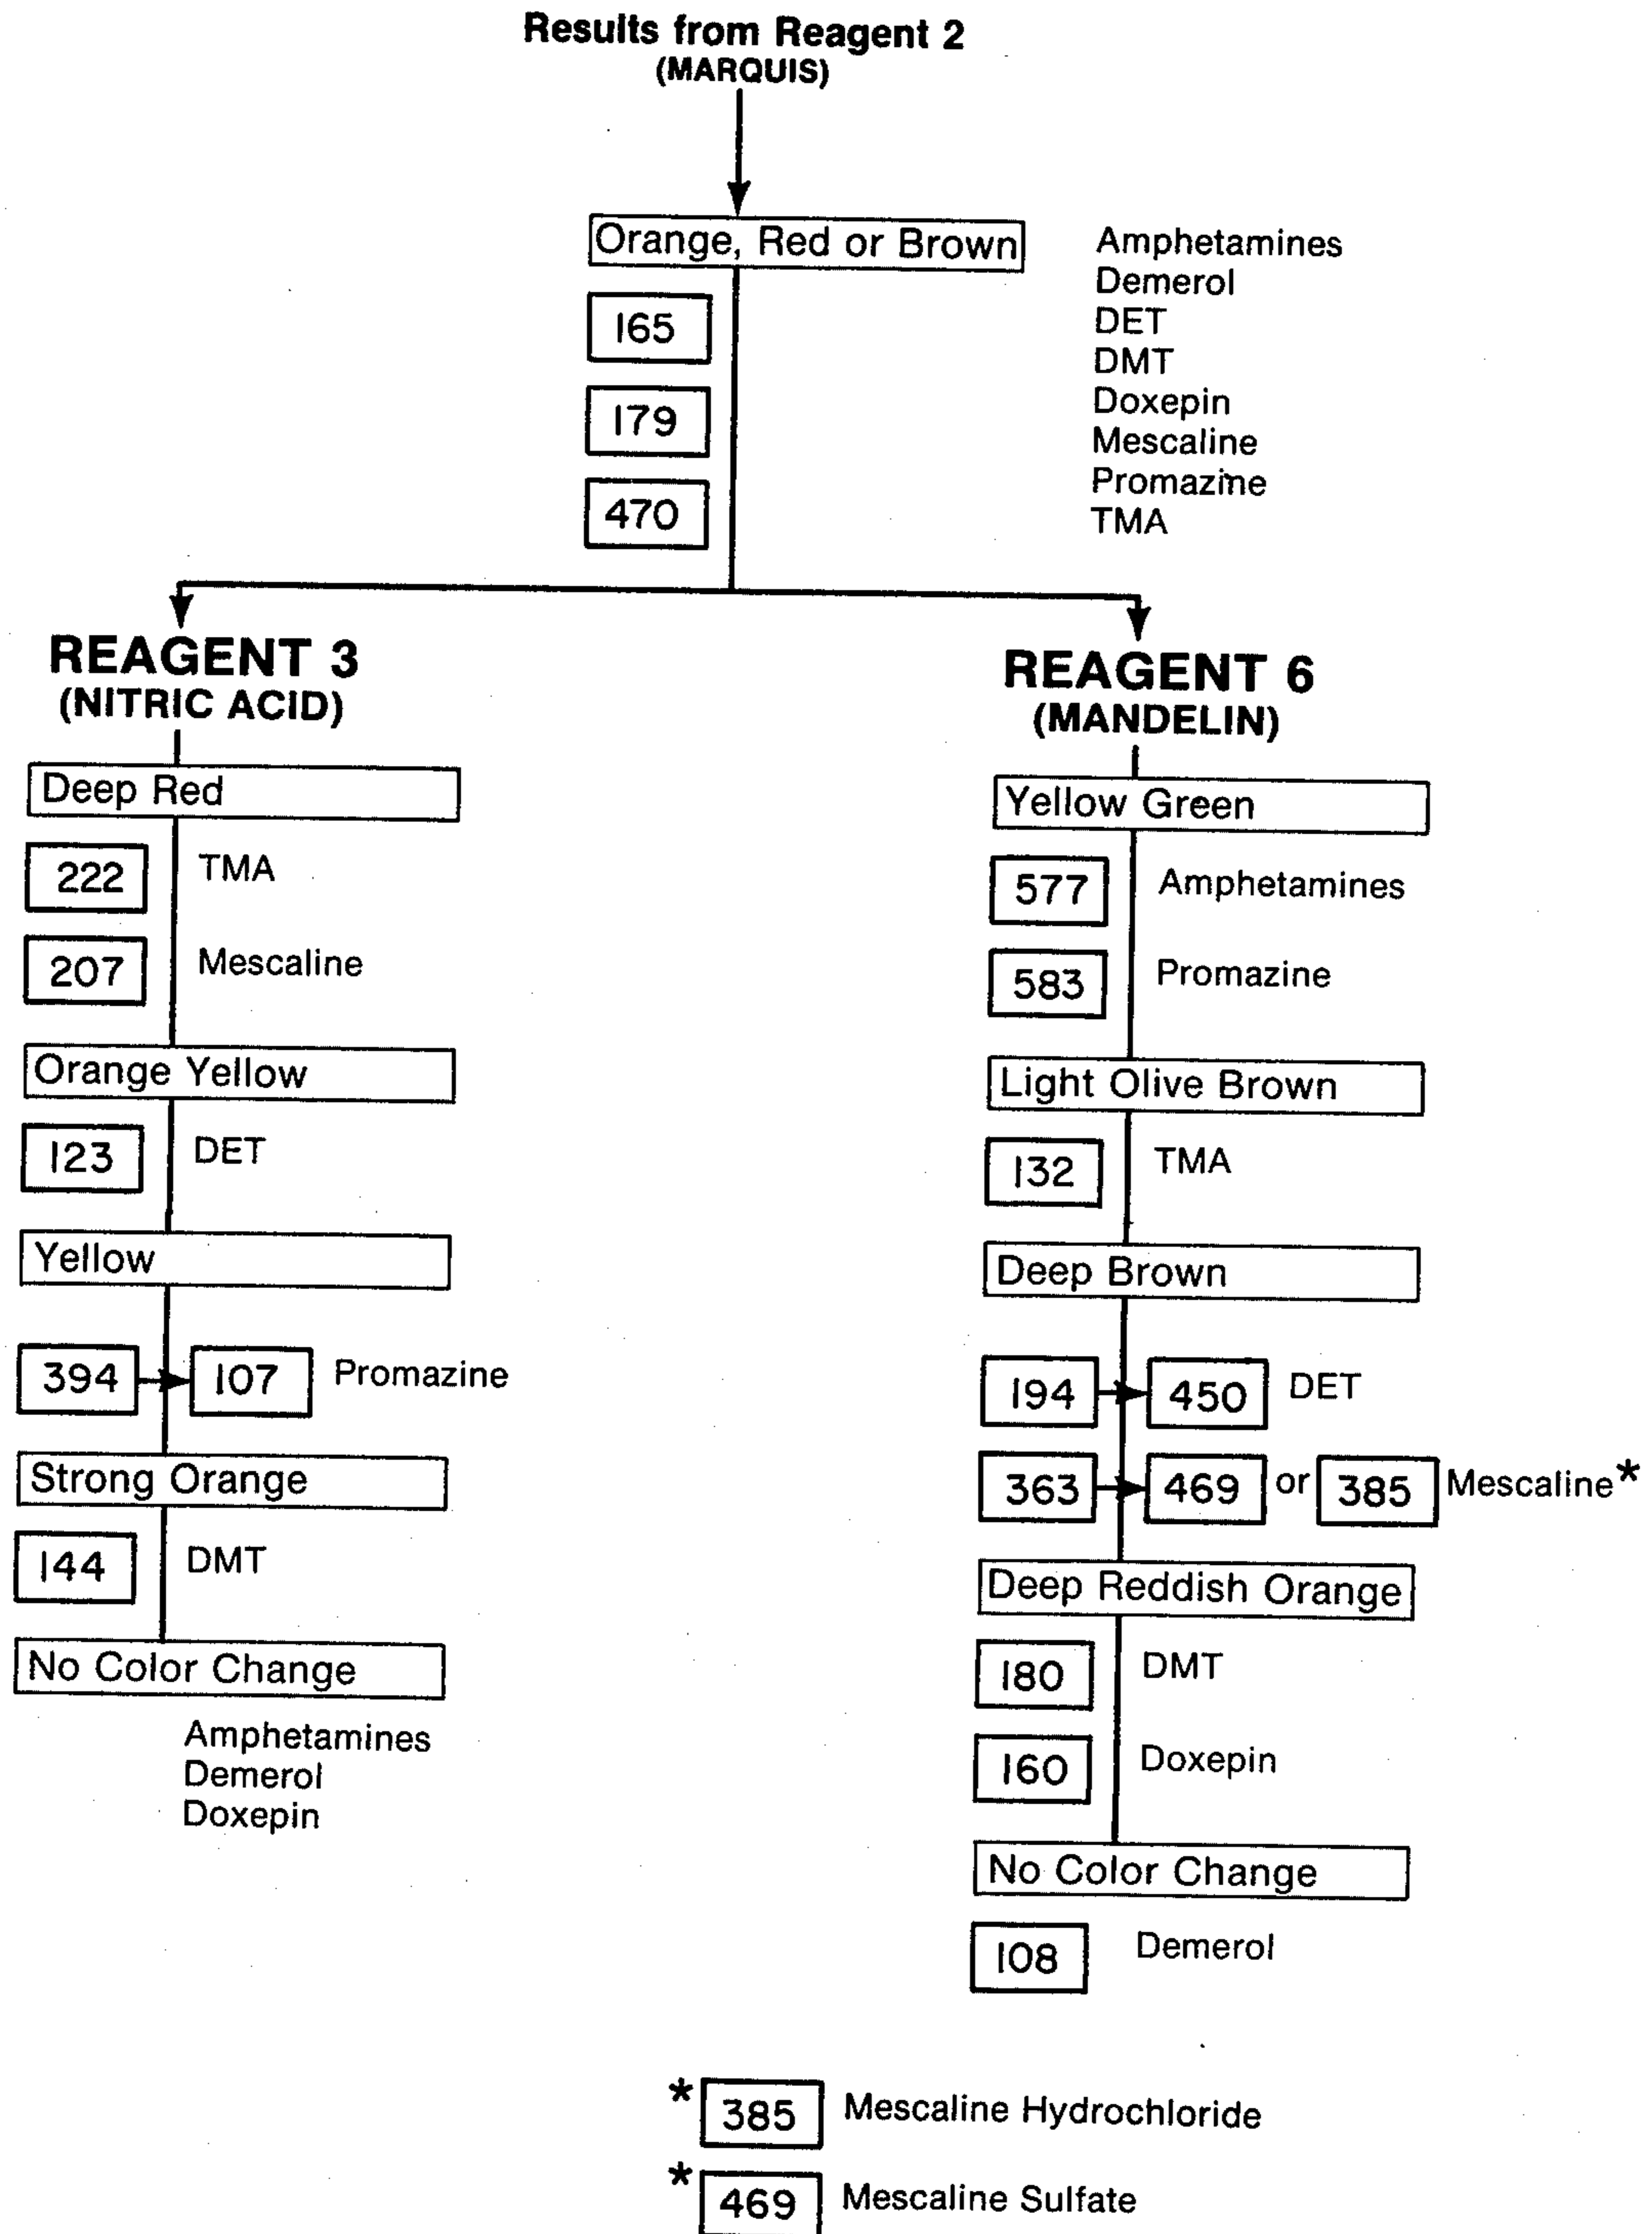 Results from Reagent 2
(MARQUIS)
Orange, Red or Brown
165
179
470
Amphetamines
Demerol
DET
DMT
Doxepin
Mescaline
Promazine
TMA
REAGENT 3
(NITRIC ACID)
Deep Red
222 TMA
207 Mescaline
Orange Yellow
123 DET
Yellow
394 107 Promazine
Strong Orange
144 DMT
No Color Change
Amphetamines
Demerol
Doxepin
REAGENT 6
(MANDELIN)
Yellow Green
577 Amphetamines
583 Promazine
Light Olive Brown
132 TMA
Deep Brown
194 450 DET
363 469 or 385 Mescaline*
Deep Reddish Orange
180 DMT
160 Doxepin
No Color Change
108 Demerol
* 385 Mescaline Hydrochloride
* 469 Mescaline Sulfate